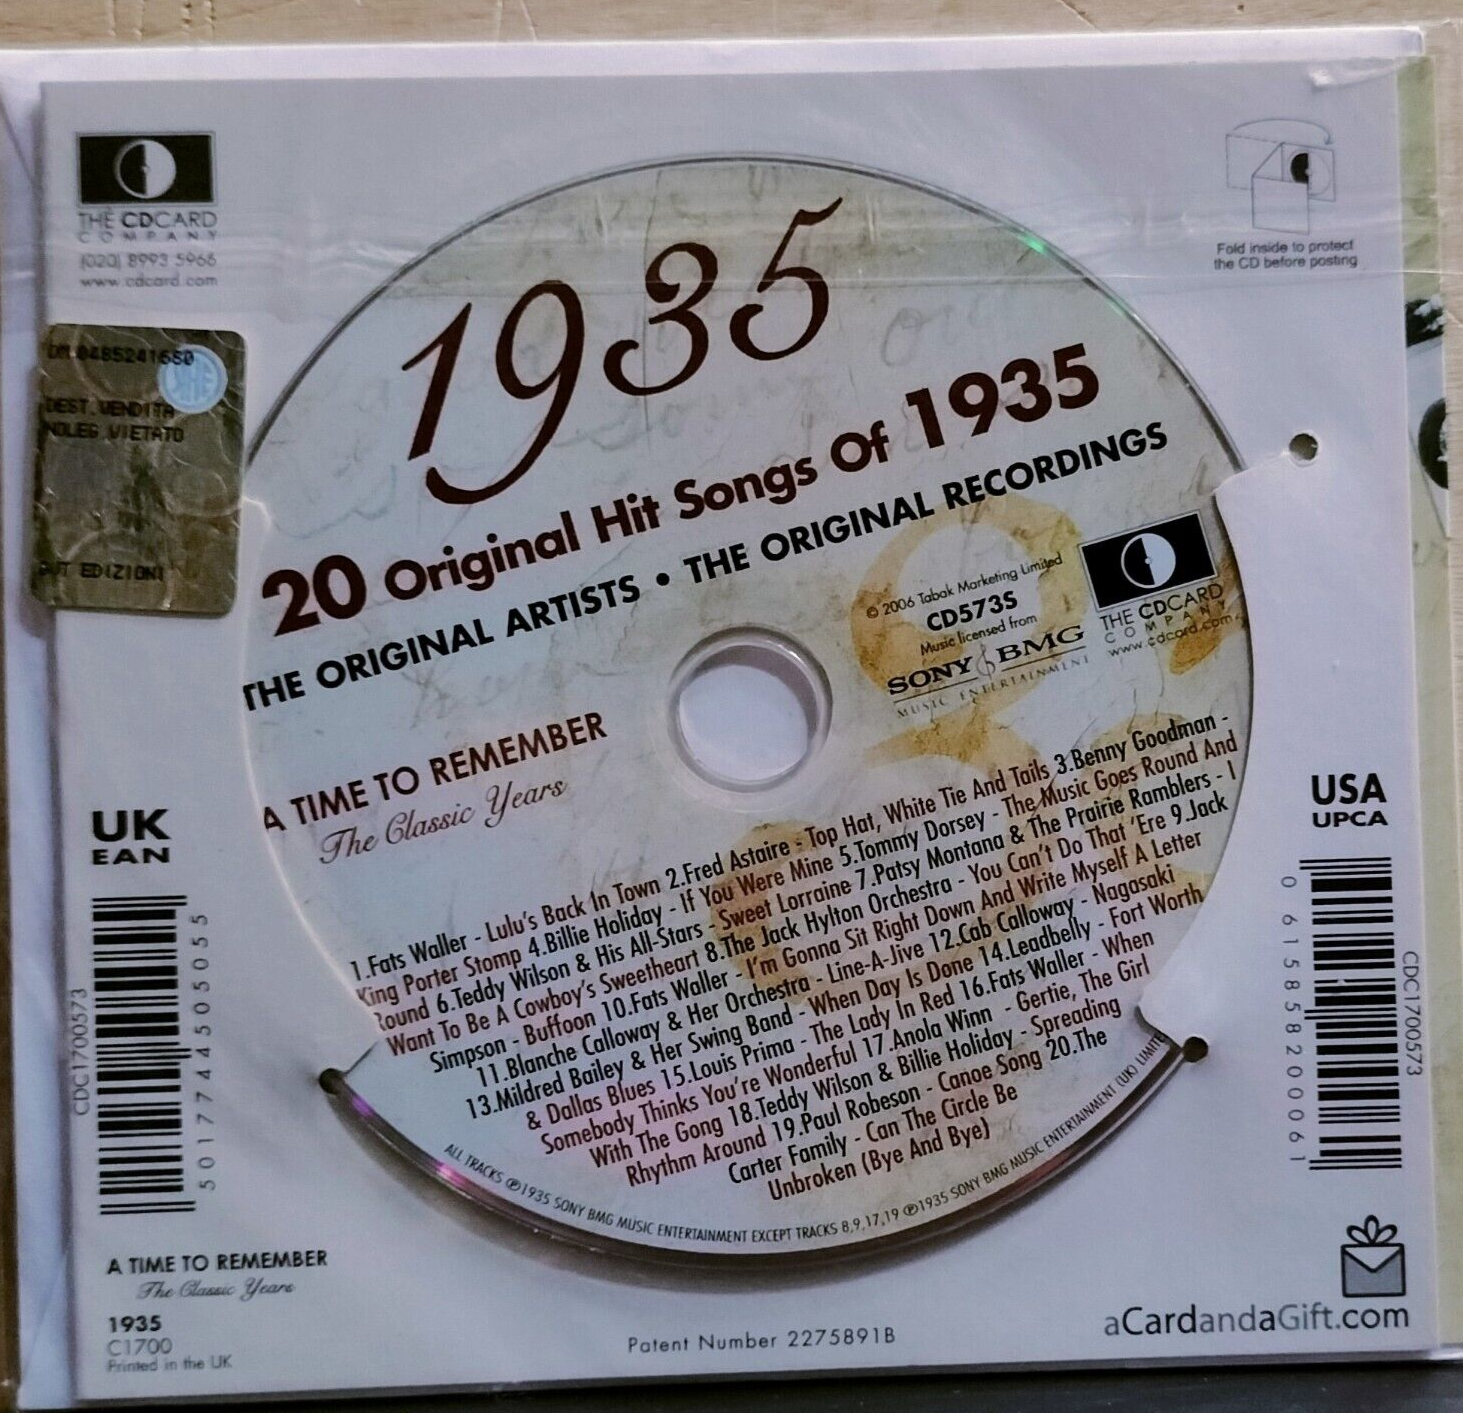 THE CDCARD
COMPANY
(020) 8993 5966
www.cdcard.com
Fold inside to protect
the CD before posting
0485241660
DEST.VENDITA
NOLEG.VIETATO
EDIZIONI
1935
20 Original Hit Songs Of 1935
THE ORIGINAL ARTISTS • THE ORIGINAL RECORDINGS
© 2006 Tabak Marketing Limited
CD573S
Music licensed from
SONY BMG
MUSIC ENTERTAINMENT
THE CDCARD
COMPANY
www.cdcard.com
A TIME TO REMEMBER
The Classic Years
1.Fats Waller - Lulu's Back In Town 2.Fred Astaire - Top Hat, White Tie And Tails 3.Benny Goodman -
King Porter Stomp 4.Billie Holiday - If You Were Mine 5.Tommy Dorsey - The Music Goes Round And
Round 6.Teddy Wilson & His All-Stars - Sweet Lorraine 7.Patsy Montana & The Prairie Ramblers - I
Want To Be A Cowboy's Sweetheart 8.The Jack Hylton Orchestra - You Can't Do That 'Ere 9.Jack
Simpson - Buffoon 10.Fats Waller - I'm Gonna Sit Right Down And Write Myself A Letter
11.Blanche Calloway & Her Orchestra - Line-A-Jive 12.Cab Calloway - Nagasaki
13.Mildred Bailey & Her Swing Band - When Day Is Done 14.Leadbelly - Fort Worth
& Dallas Blues 15.Louis Prima - The Lady In Red 16.Fats Waller - When
Somebody Thinks You're Wonderful 17.Anola Winn - Gertie, The Girl
With The Gong 18.Teddy Wilson & Billie Holiday - Spreading
Rhythm Around 19.Paul Robeson - Canoe Song 20.The
Carter Family - Can The Circle Be
Unbroken (Bye And Bye)
ALL TRACKS ℗1935 SONY BMG MUSIC ENTERTAINMENT EXCEPT TRACKS 8,9,17,19 ℗1935 SONY BMG MUSIC ENTERTAINMENT (UK) LIMITE
UK
EAN
CDC1700573
5017744505055
USA
UPCA
0 61585820061
CDC1700573
A TIME TO REMEMBER
The Classic Years
1935
C1700
Printed in the UK
Patent Number 2275891B
aCardandaGift.com